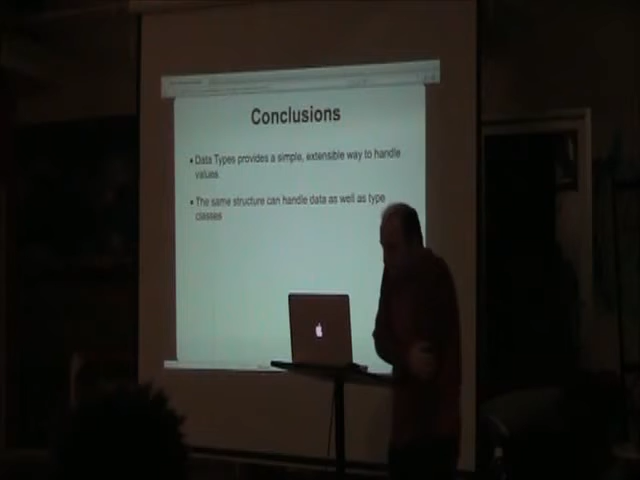 Conclusions
• Data Types provides a simple, extensible way to handle
values
• The same structure can handle data as well as type
classes